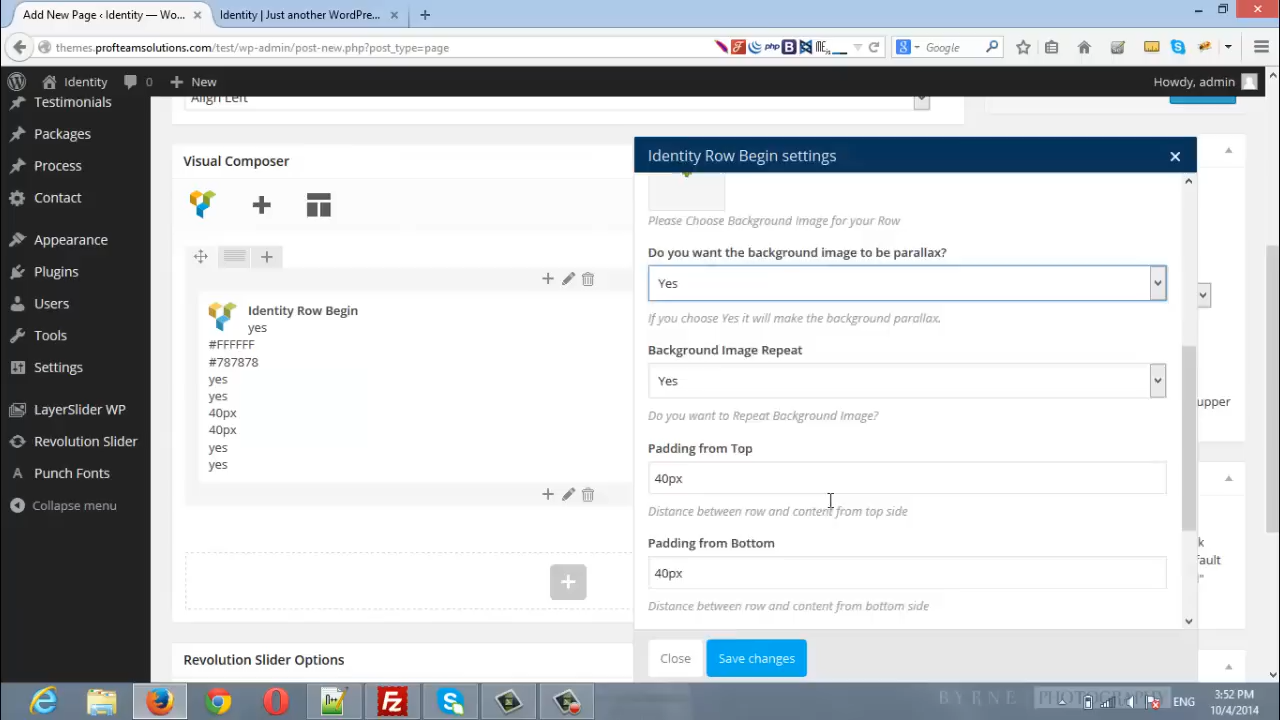 Add New Page ‹ Identity — Wo...
Identity | Just another WordPre...
themes.profteamsolutions.com/test/wp-admin/post-new.php?post_type=page
php
Google
Identity
0
New
Howdy, admin
Testimonials
Packages
Process
Contact
Appearance
Plugins
Users
Tools
Settings
LayerSlider WP
Revolution Slider
Punch Fonts
Collapse menu
Align Left
Visual Composer
Identity Row Begin
yes
#FFFFFF
#787878
yes
yes
40px
40px
yes
yes
Revolution Slider Options
Identity Row Begin settings
Please Choose Background Image for your Row
Do you want the background image to be parallax?
Yes
If you choose Yes it will make the background parallax.
Background Image Repeat
Yes
Do you want to Repeat Background Image?
Padding from Top
40px
Distance between row and content from top side
Padding from Bottom
40px
Distance between row and content from bottom side
Close
Save changes
upper
BYRNE PHOTOGRAPHY
ENG
3:52 PM
10/4/2014